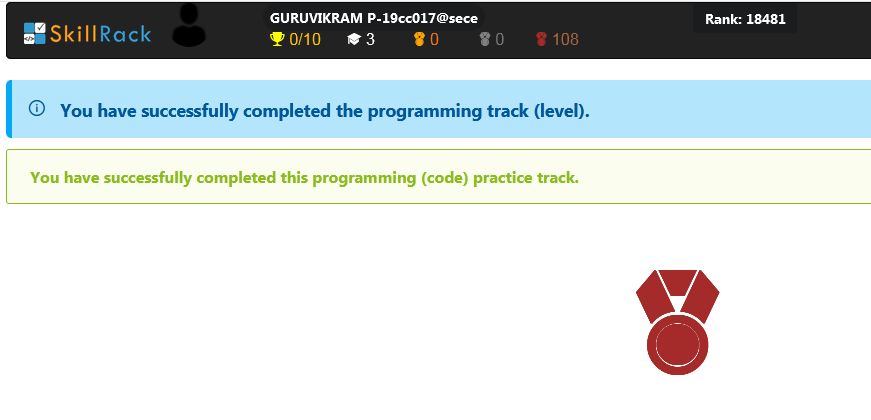 SkillRack
GURUVIKRAM P-19cc017@sece
Rank: 18481
0/10 3 0 0 108
You have successfully completed the programming track (level).
You have successfully completed this programming (code) practice track.